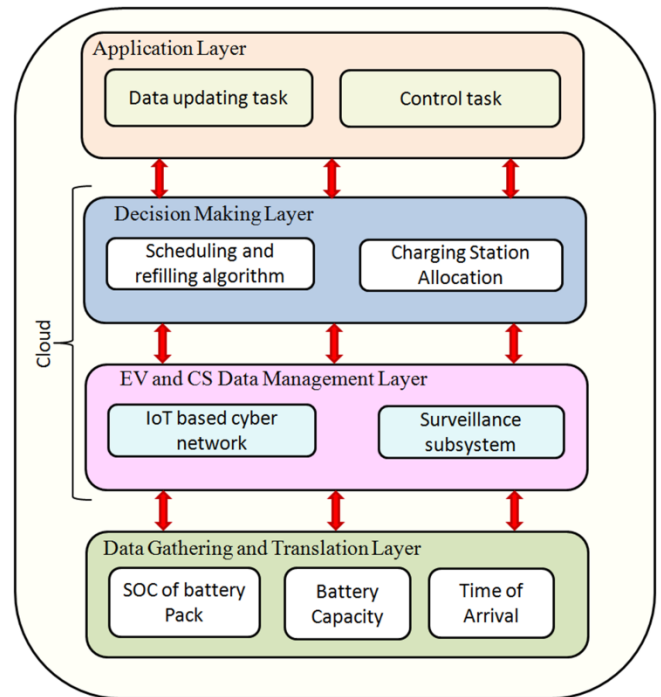 Application Layer
Data updating task
Control task
Decision Making Layer
Scheduling and
refilling algorithm
Charging Station
Allocation
Cloud
EV and CS Data Management Layer
IoT based cyber
network
Surveillance
subsystem
Data Gathering and Translation Layer
SOC of battery
Pack
Battery
Capacity
Time of
Arrival